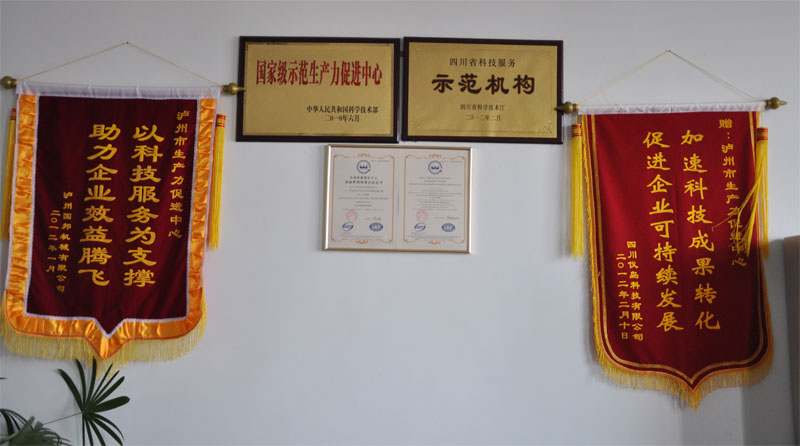 泸州市生产力促进中心
以科技服务为支撑
助力企业效益腾飞
泸州国邦机械有限公司
二〇一二年一月
国家级示范生产力促进中心
中华人民共和国科学技术部
二〇一〇年六月
四川省科技服务
示范机构
四川省科学技术厅
二〇一二年二月
赠：泸州市生产力促进中心
加速科技成果转化
促进企业可持续发展
四川仪岛科技有限公司
二〇一二年二月十日